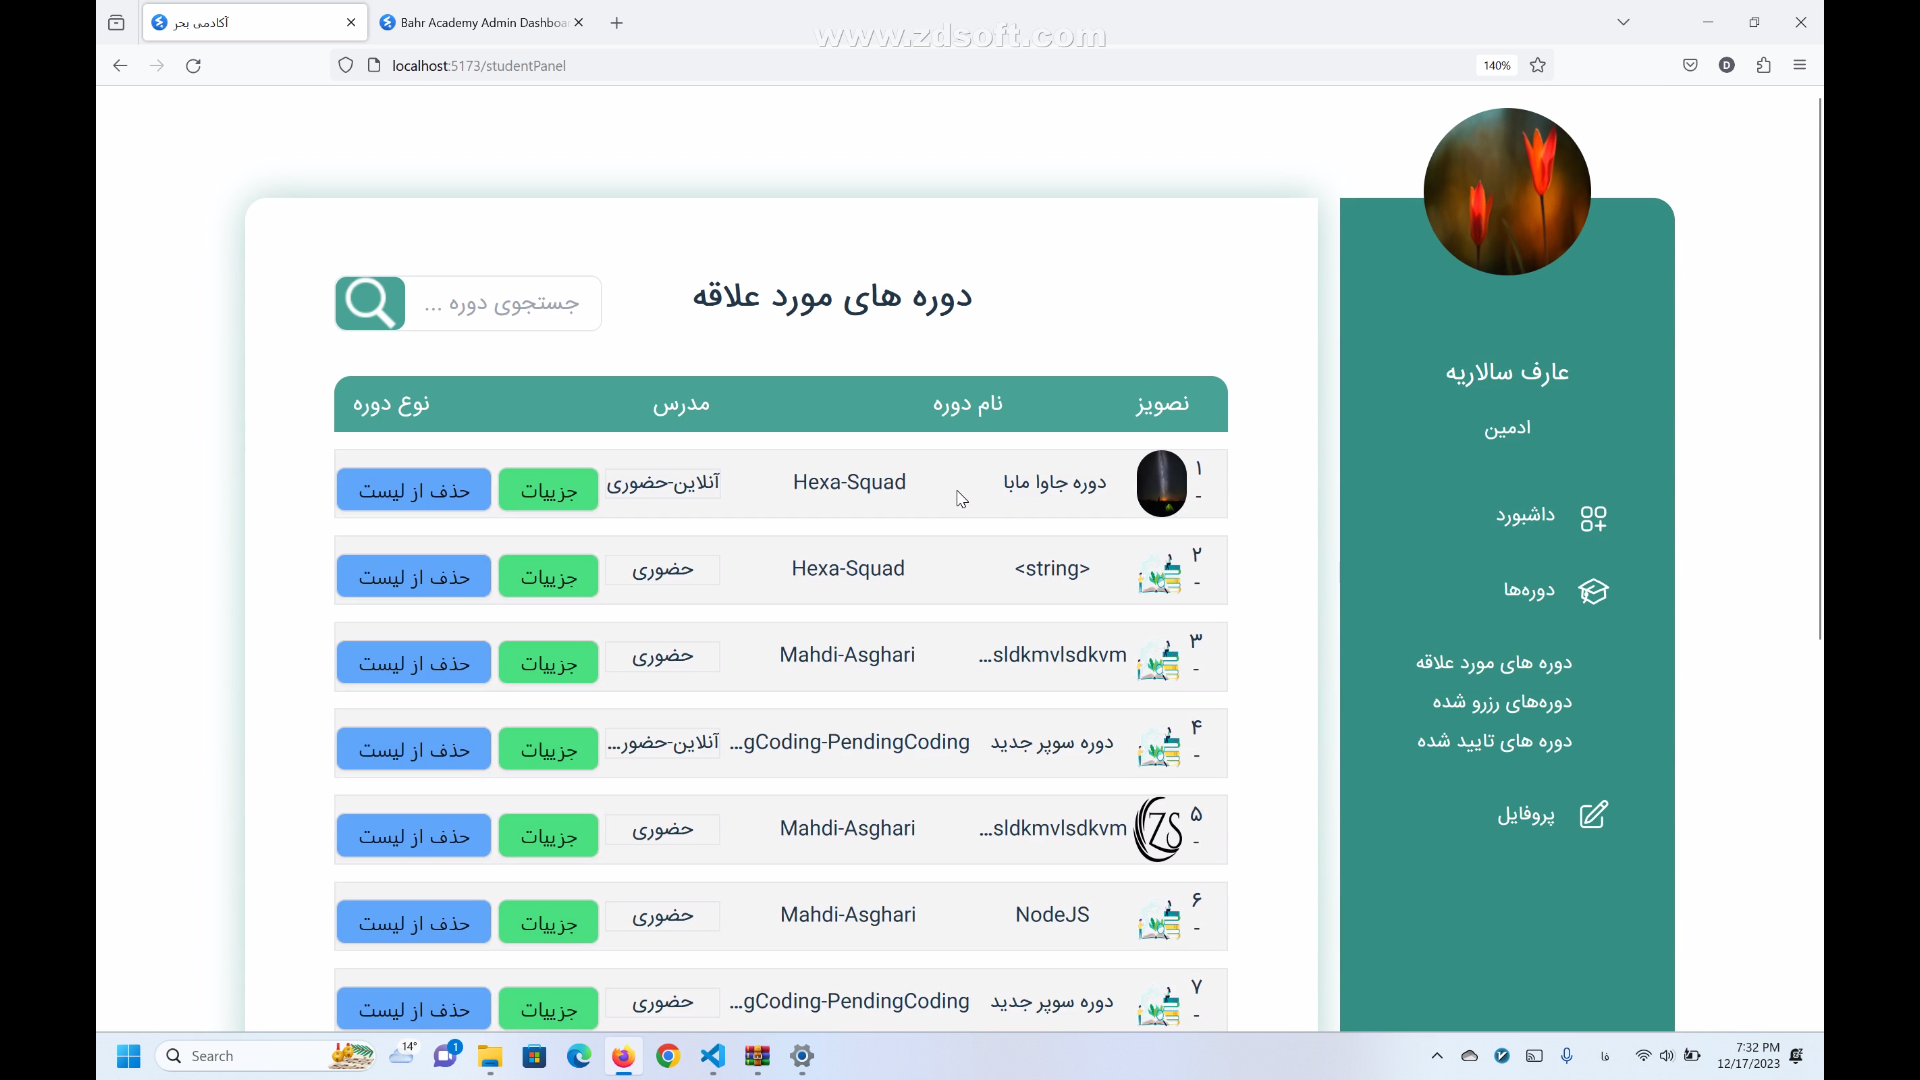 آکادمی بحر
Bahr Academy Admin Dashboa
www.zdsoft.com
localhost:5173/studentPanel
140%
D
دوره های مورد علاقه
جستجوی دوره ...
نصویز نام دوره مدرس نوع دوره
۱ - دوره جاوا مابا Hexa-Squad آنلاین-حضوری جزییات حذف از لیست
۲ - <string> Hexa-Squad حضوری جزییات حذف از لیست
۳ - sldkmvlsdkvm... Mahdi-Asghari حضوری جزییات حذف از لیست
۴ - دوره سوپر جدید gCoding-PendingCoding... آنلاین-حضور... جزییات حذف از لیست
۵ - sldkmvlsdkvm... ZS Mahdi-Asghari حضوری جزییات حذف از لیست
۶ - NodeJS Mahdi-Asghari حضوری جزییات حذف از لیست
۷ - دوره سوپر جدید gCoding-PendingCoding... حضوری جزییات حذف از لیست
عارف سالاریه
ادمین
داشبورد
دوره‌ها
دوره های مورد علاقه
دوره‌های رزرو شده
دوره های تایید شده
پروفایل
Search
14°
1
فا
7:32 PM
12/17/2023